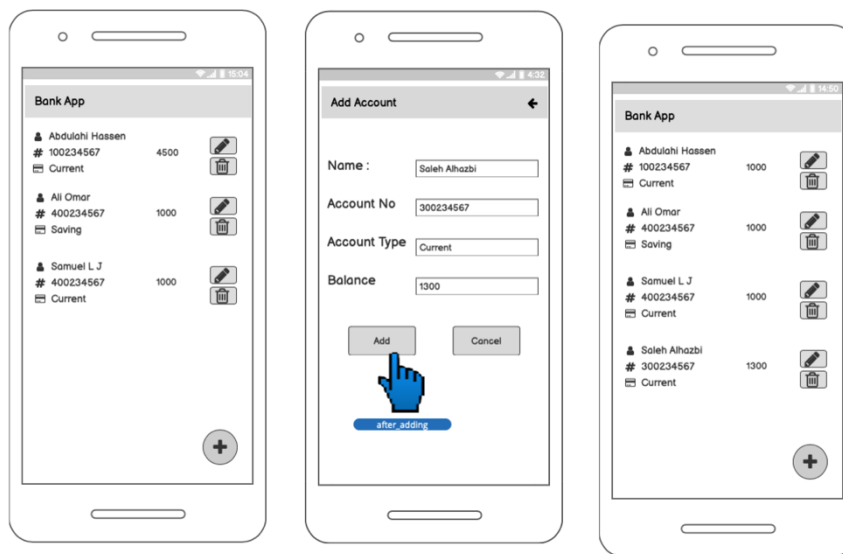 15:04
Bank App
Abdulahi Hassen
# 100234567 4500
Current
Ali Omar
# 400234567 1000
Saving
Samuel L J
# 400234567 1000
Current
+
4:32
Add Account
Name : Saleh Alhazbi
Account No 300234567
Account Type Current
Balance 1300
Add Cancel
after_adding
14:50
Bank App
Abdulahi Hassen
# 100234567 1000
Current
Ali Omar
# 400234567 1000
Saving
Samuel L J
# 400234567 1000
Current
Saleh Alhazbi
# 300234567 1300
Current
+